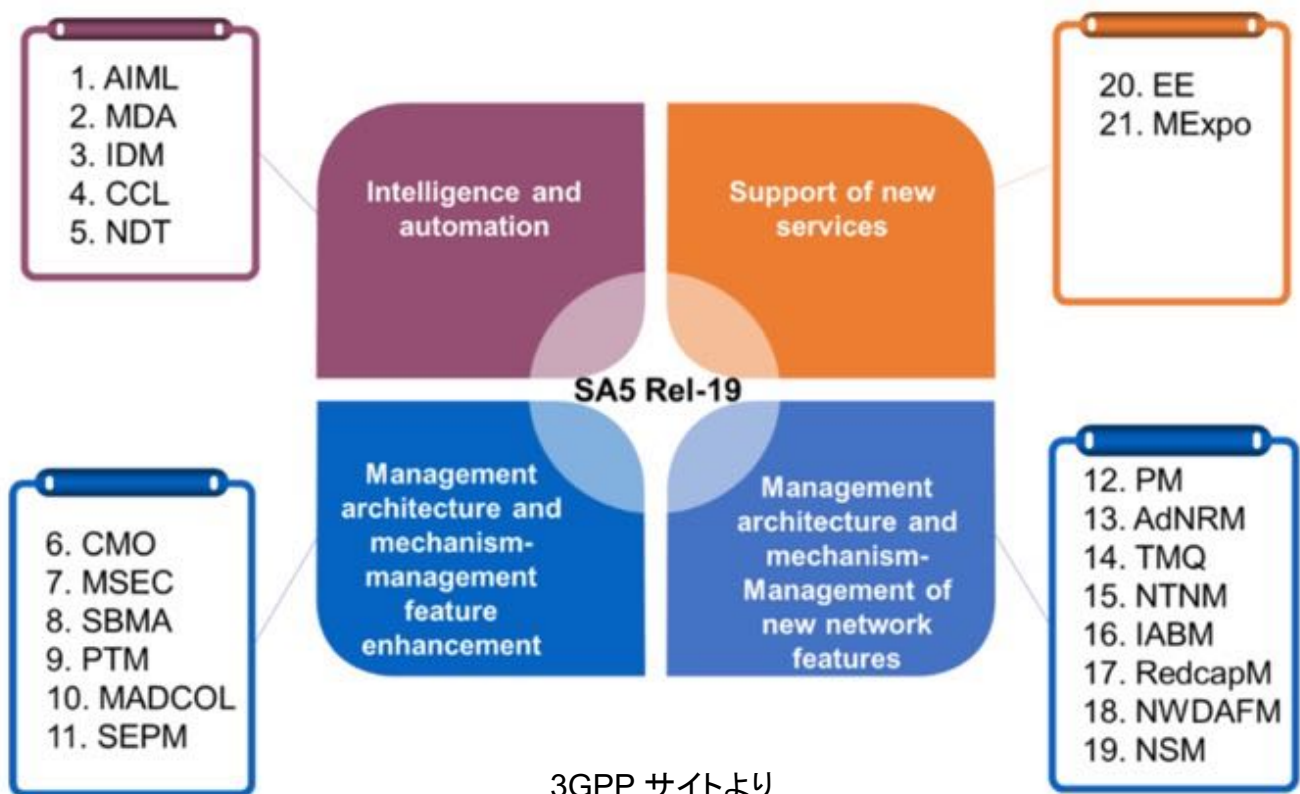 1. AIML
2. MDA
3. IDM
4. CCL
5. NDT
Intelligence and
automation
Support of new
services
20. EE
21. MExpo
SA5 Rel-19
6. CMO
7. MSEC
8. SBMA
9. PTM
10. MADCOL
11. SEPM
Management
architecture and
mechanism-
management
feature
enhancement
Management
architecture and
mechanism-
Management of
new network
features
12. PM
13. AdNRM
14. TMQ
15. NTNM
16. IABM
17. RedcapM
18. NWDAFM
19. NSM
3GPP サイトより